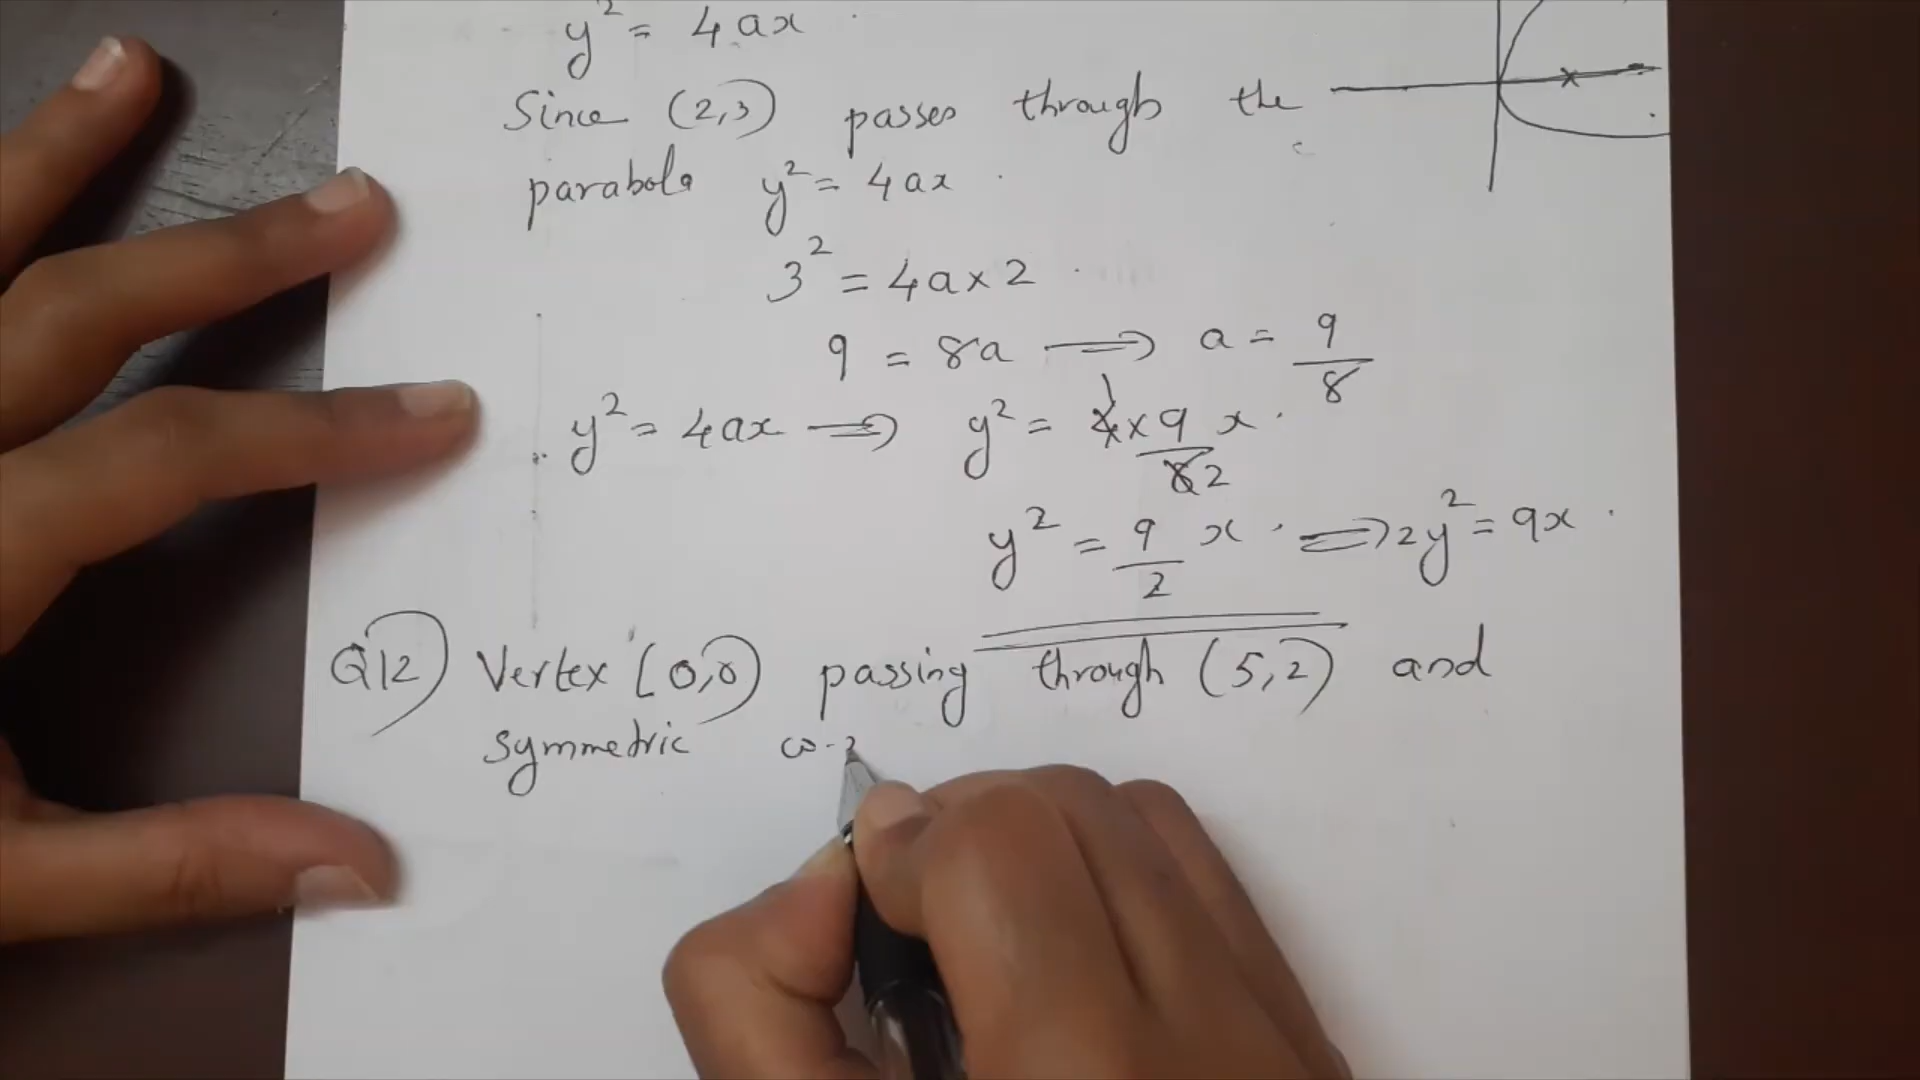 y² = 4ax
Since (2,3) passes through the
parabola y² = 4ax
3² = 4a×2
9 = 8a ⟹ a = 9/8
y² = 4ax ⟹ y² = 4×9/8 2 x
y² = 9/2 x ⟹ 2y² = 9x
Q12) Vertex (0,0) passing through (5,2) and
symmetric